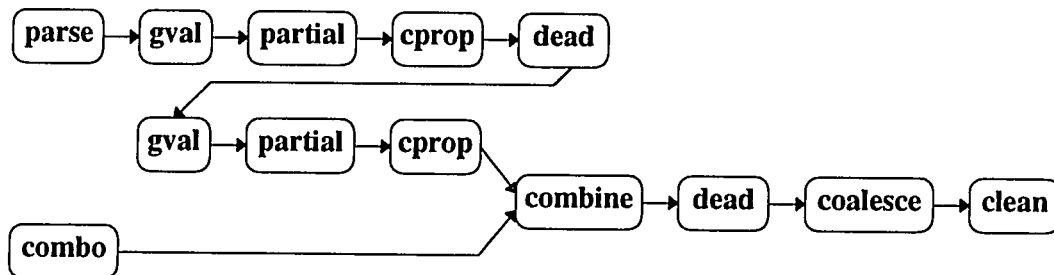 parse gval partial cprop dead
gval partial cprop
combine dead coalesce clean
combo